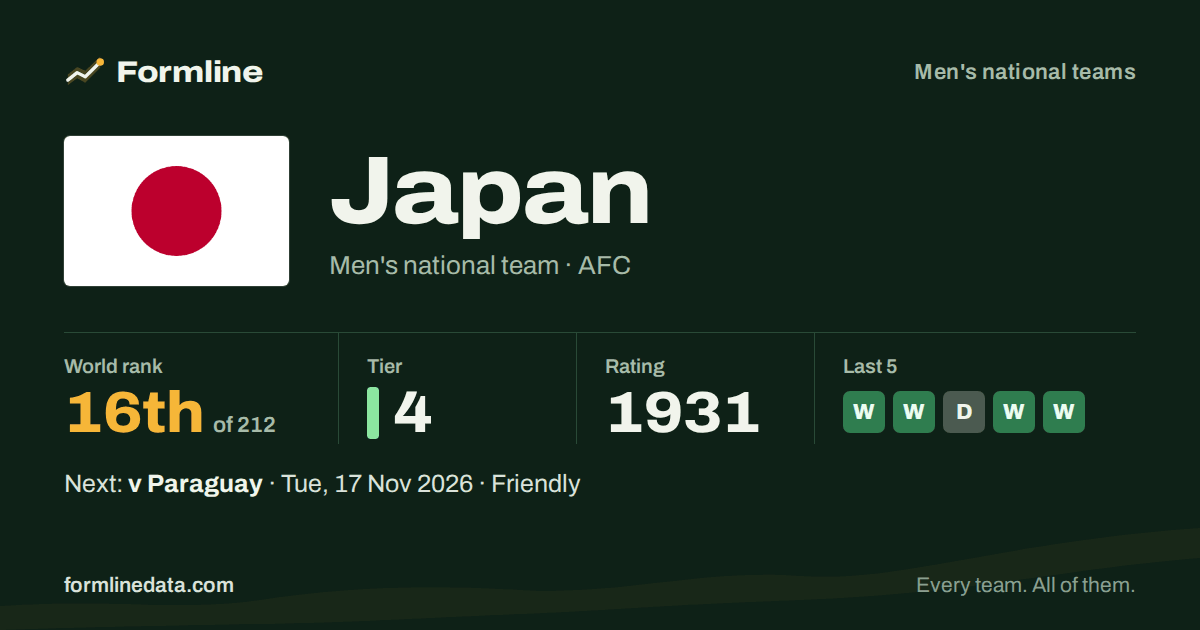 Formline
Men's national teams
Japan
Men's national team · AFC
World rank
16th of 212
Tier
4
Rating
1931
Last 5
W W D W W
Next: v Paraguay · Tue, 17 Nov 2026 · Friendly
formlinedata.com
Every team. All of them.